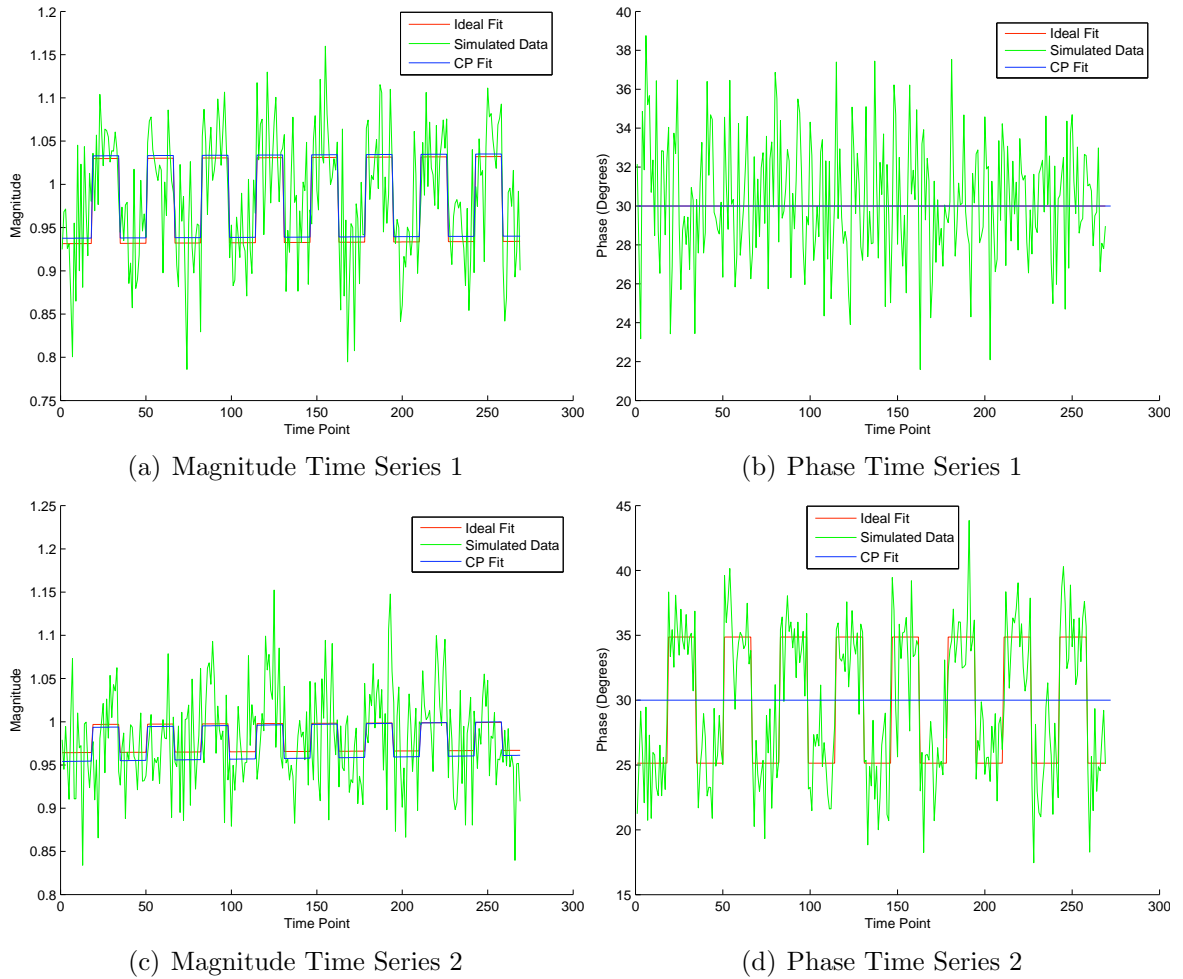 1.2
1.15
1.1
1.05
1
0.95
0.9
0.85
0.8
0.75
Magnitude
0 50 100 150 200 250 300
Time Point
Ideal Fit
Simulated Data
CP Fit
(a) Magnitude Time Series 1
40
38
36
34
32
30
28
26
24
22
20
Phase (Degrees)
0 50 100 150 200 250 300
Time Point
Ideal Fit
Simulated Data
CP Fit
(b) Phase Time Series 1
1.25
1.2
1.15
1.1
1.05
1
0.95
0.9
0.85
0.8
Magnitude
0 50 100 150 200 250 300
Time Point
Ideal Fit
Simulated Data
CP Fit
(c) Magnitude Time Series 2
45
40
35
30
25
20
15
Phase (Degrees)
0 50 100 150 200 250 300
Time Point
Ideal Fit
Simulated Data
CP Fit
(d) Phase Time Series 2